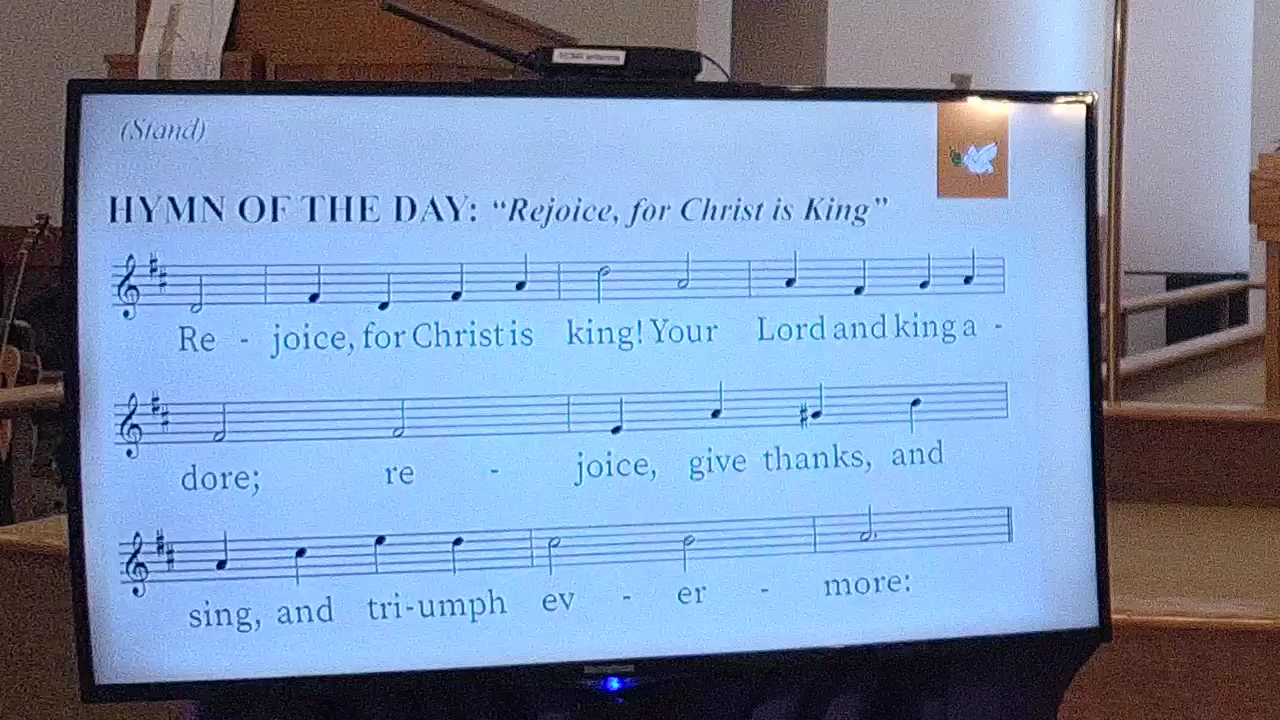 (Stand)
HYMN OF THE DAY: “Rejoice, for Christ is King”
Re - joice, for Christ is king! Your Lord and king a -
dore; re - joice, give thanks, and
sing, and tri-umph ev - er - more: